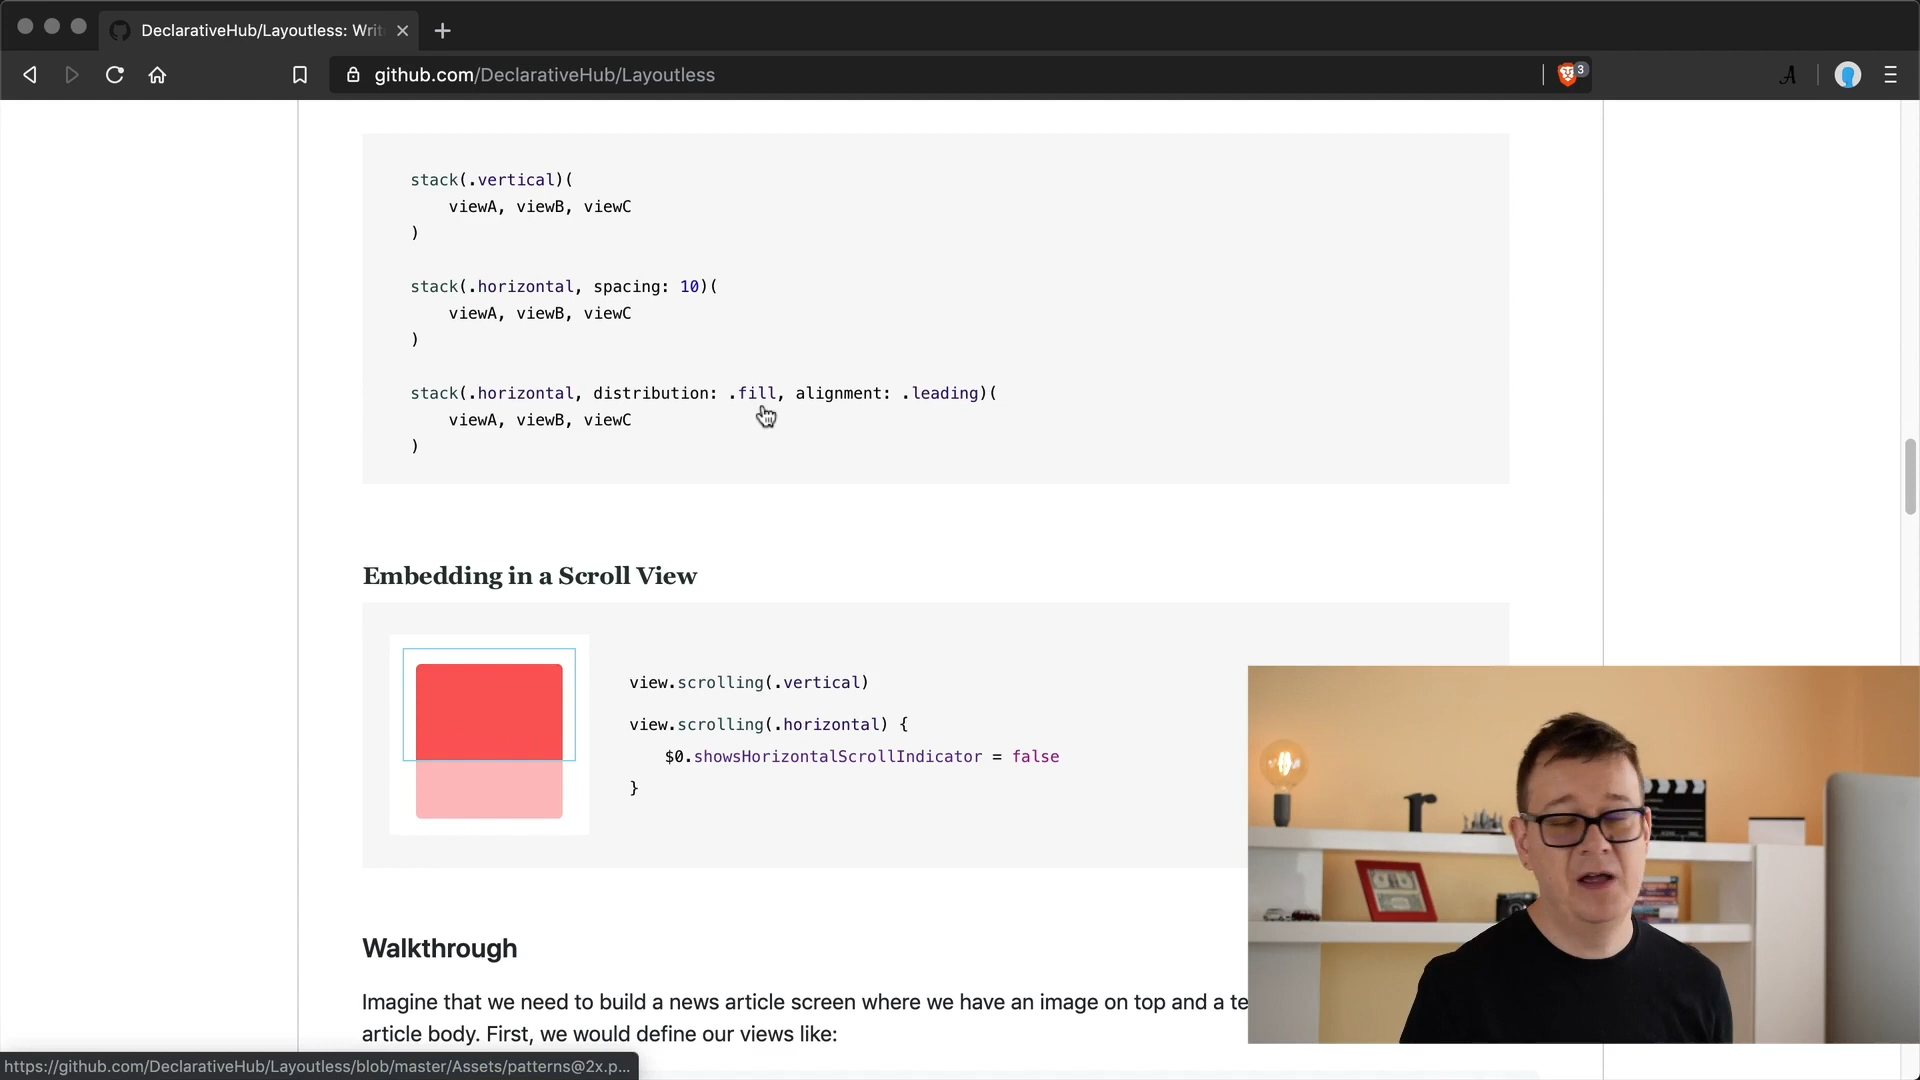 DeclarativeHub/Layoutless: Writ
github.com/DeclarativeHub/Layoutless
3
A
stack(.vertical)(
viewA, viewB, viewC
)
stack(.horizontal, spacing: 10)(
viewA, viewB, viewC
)
stack(.horizontal, distribution: .fill, alignment: .leading)(
viewA, viewB, viewC
)
Embedding in a Scroll View
view.scrolling(.vertical)
view.scrolling(.horizontal) {
$0.showsHorizontalScrollIndicator = false
}
Walkthrough
Imagine that we need to build a news article screen where we have an image on top and a te
article body. First, we would define our views like:
https://github.com/DeclarativeHub/Layoutless/blob/master/Assets/patterns@2x.p...